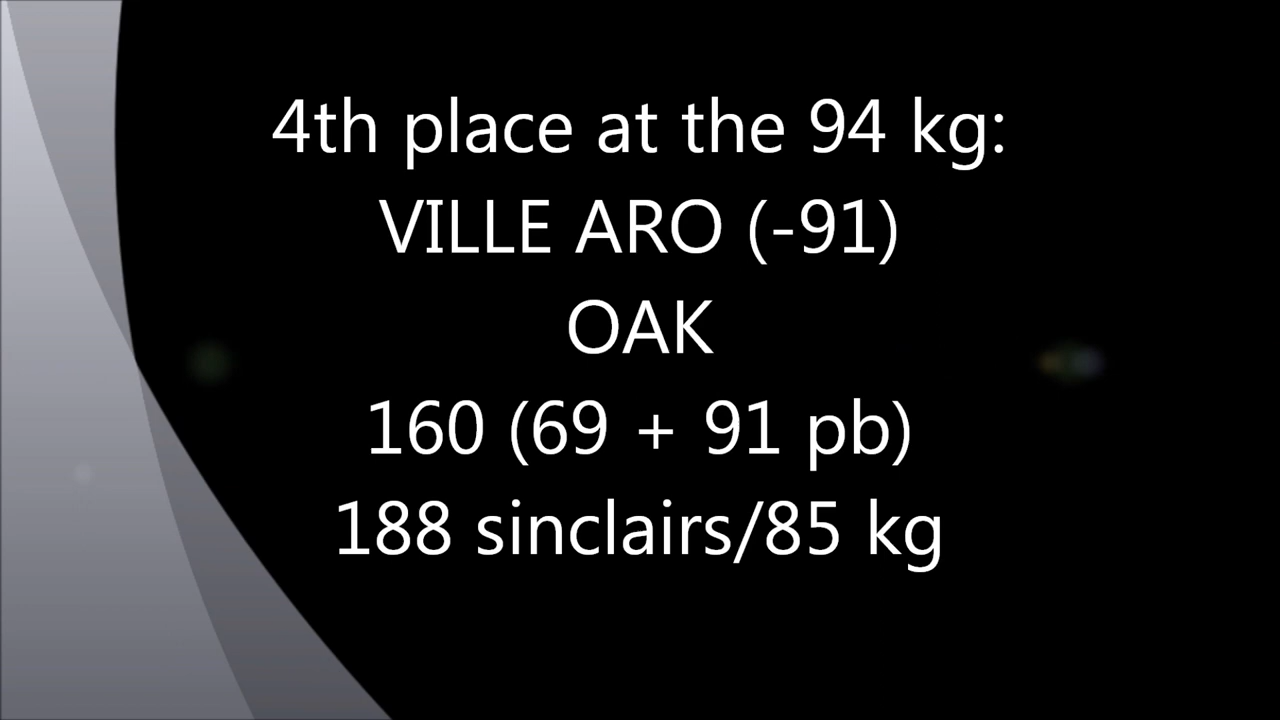 4th place at the 94 kg:
VILLE ARO (-91)
OAK
160 (69 + 91 pb)
188 sinclairs/85 kg